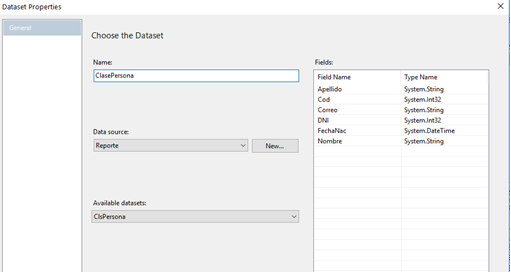 Dataset Properties
General
Choose the Dataset
Name:
ClasePersona
Data source:
Reporte
New...
Available datasets:
ClsPersona
Fields:
Field Name Type Name
Apellido System.String
Cod System.Int32
Correo System.String
DNI System.Int32
FechaNac System.DateTime
Nombre System.String